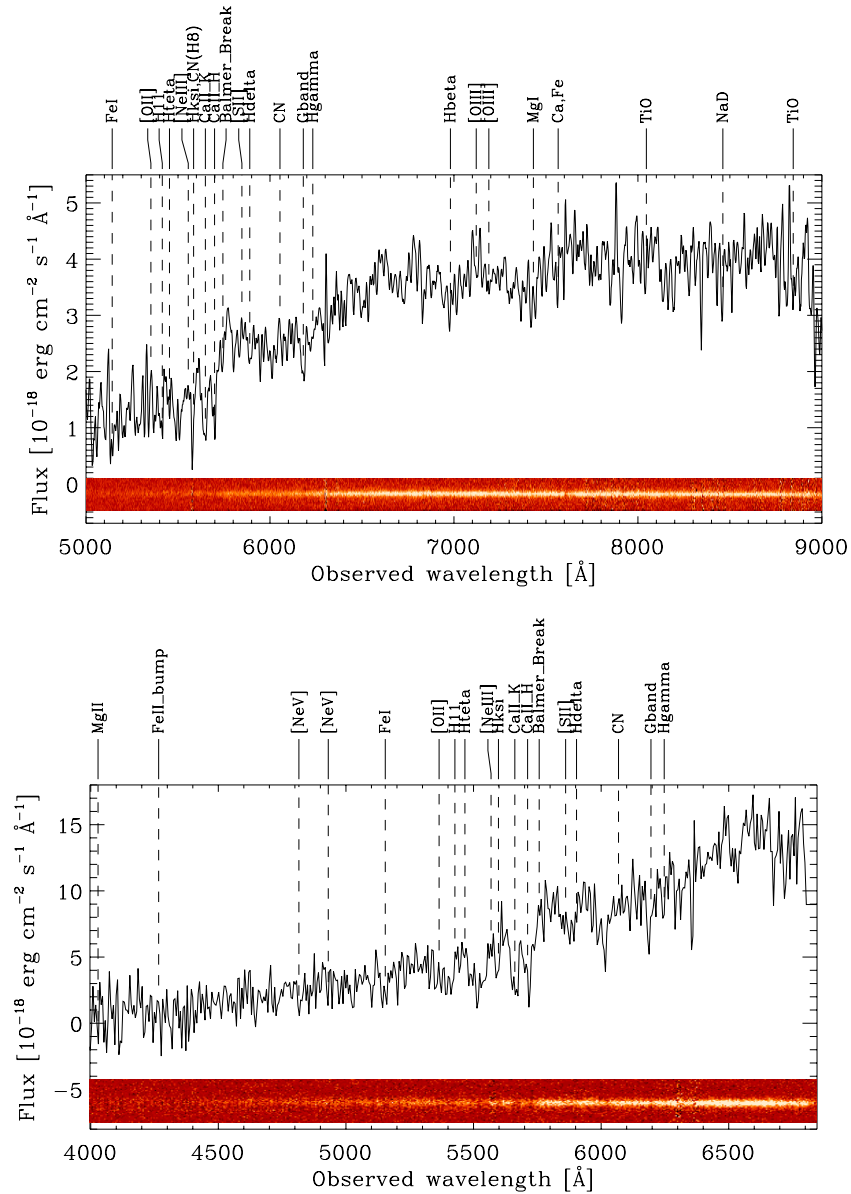 FeI
[OII]
H11
Hteta
[NeIII]
Hksi,CN(H8)
CaII_K
CaII_H
Balmer_Break
[SII]
Hdelta
CN
Gband
Hgamma
Hbeta
[OIII]
[OIII]
MgI
Ca,Fe
TiO
NaD
TiO
Flux [10⁻¹⁸ erg cm⁻² s⁻¹ Å⁻¹]
5
4
3
2
1
0
5000 6000 7000 8000 9000
Observed wavelength [Å]
MgII
FeII_bump
[NeV]
[NeV]
FeI
[OII]
H11
Hteta
[NeIII]
Hksi
CaII_K
CaII_H
Balmer_Break
[SII]
Hdelta
CN
Gband
Hgamma
Flux [10⁻¹⁸ erg cm⁻² s⁻¹ Å⁻¹]
15
10
5
0
−5
4000 4500 5000 5500 6000 6500
Observed wavelength [Å]